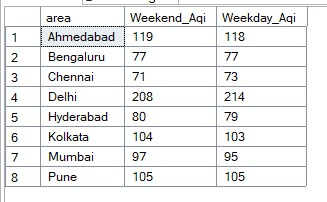 area Weekend_Aqi Weekday_Aqi
1 Ahmedabad 119 118
2 Bengaluru 77 77
3 Chennai 71 73
4 Delhi 208 214
5 Hyderabad 80 79
6 Kolkata 104 103
7 Mumbai 97 95
8 Pune 105 105